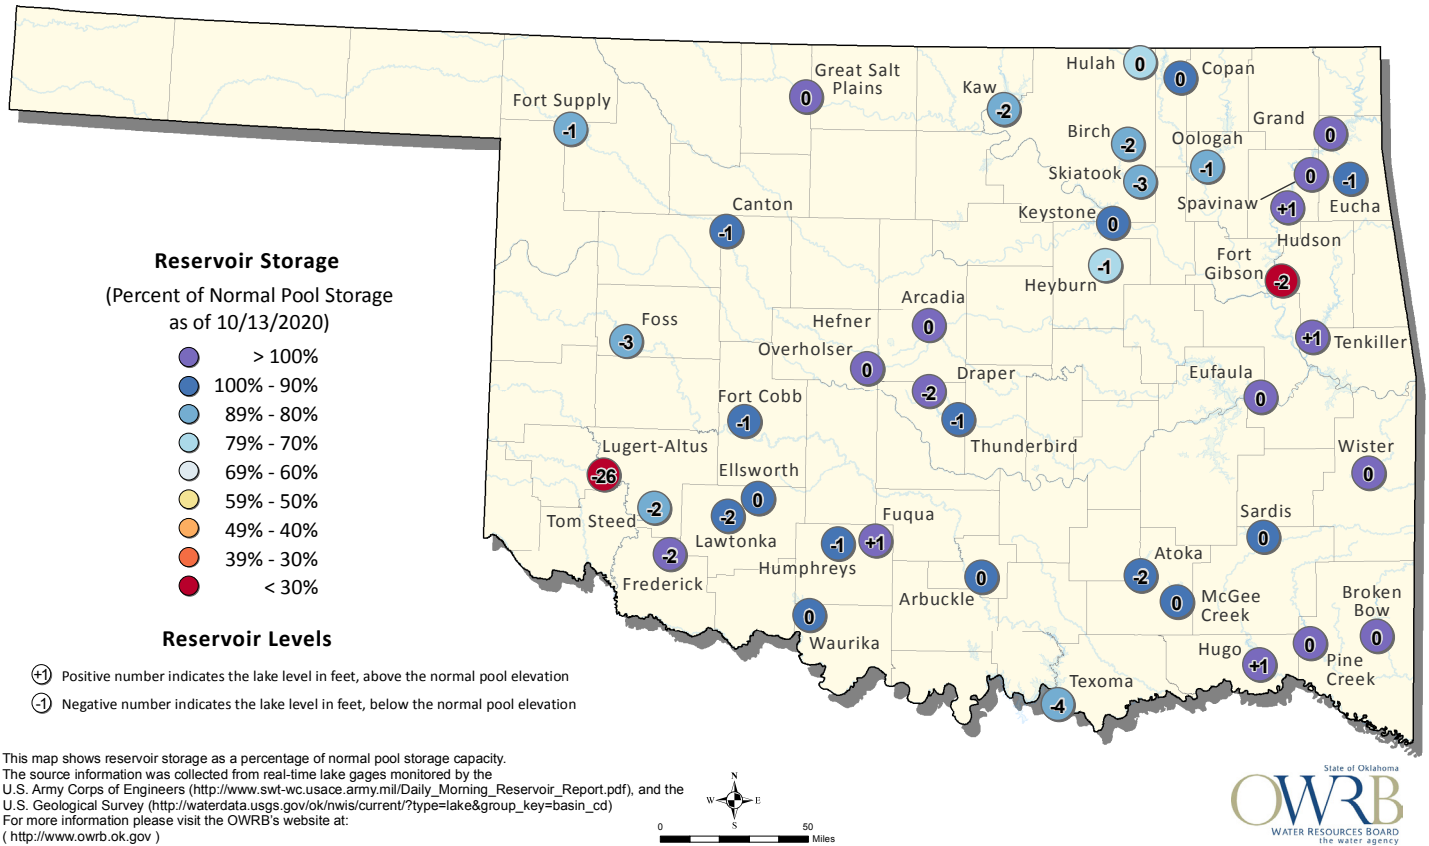 Hulah
0
0
Copan
Great Salt
Plains
0
Kaw
-2
Fort Supply
-1
Birch
-2
Oologah
-1
Grand
0
Skiatook
-3
0
-1
Spavinaw
Eucha
+1
Hudson
Canton
-1
Keystone
0
Heyburn
-1
Fort
Gibson
-2
Arcadia
0
Hefner
Overholser
0
Foss
-3
+1
Tenkiller
Draper
-2
Eufaula
0
Fort Cobb
-1
-1
Thunderbird
Lugert-Altus
-26
Wister
0
Ellsworth
0
Tom Steed
-2
-2
Lawtonka
Fuqua
+1
-1
Humphreys
Sardis
0
-2
Frederick
Atoka
-2
Arbuckle
0
0
McGee
Creek
Broken
Bow
0
0
Waurika
Hugo
+1
0
Pine
Creek
Texoma
-4
Reservoir Storage
(Percent of Normal Pool Storage
as of 10/13/2020)
> 100%
100% - 90%
89% - 80%
79% - 70%
69% - 60%
59% - 50%
49% - 40%
39% - 30%
< 30%
Reservoir Levels
+1 Positive number indicates the lake level in feet, above the normal pool elevation
-1 Negative number indicates the lake level in feet, below the normal pool elevation
This map shows reservoir storage as a percentage of normal pool storage capacity.
The source information was collected from real-time lake gages monitored by the
U.S. Army Corps of Engineers (http://www.swt-wc.usace.army.mil/Daily_Morning_Reservoir_Report.pdf), and the
U.S. Geological Survey (http://waterdata.usgs.gov/ok/nwis/current/?type=lake&group_key=basin_cd)
For more information please visit the OWRB's website at:
( http://www.owrb.ok.gov )
N
W E
S
0 50
Miles
State of Oklahoma
OWRB
WATER RESOURCES BOARD
the water agency